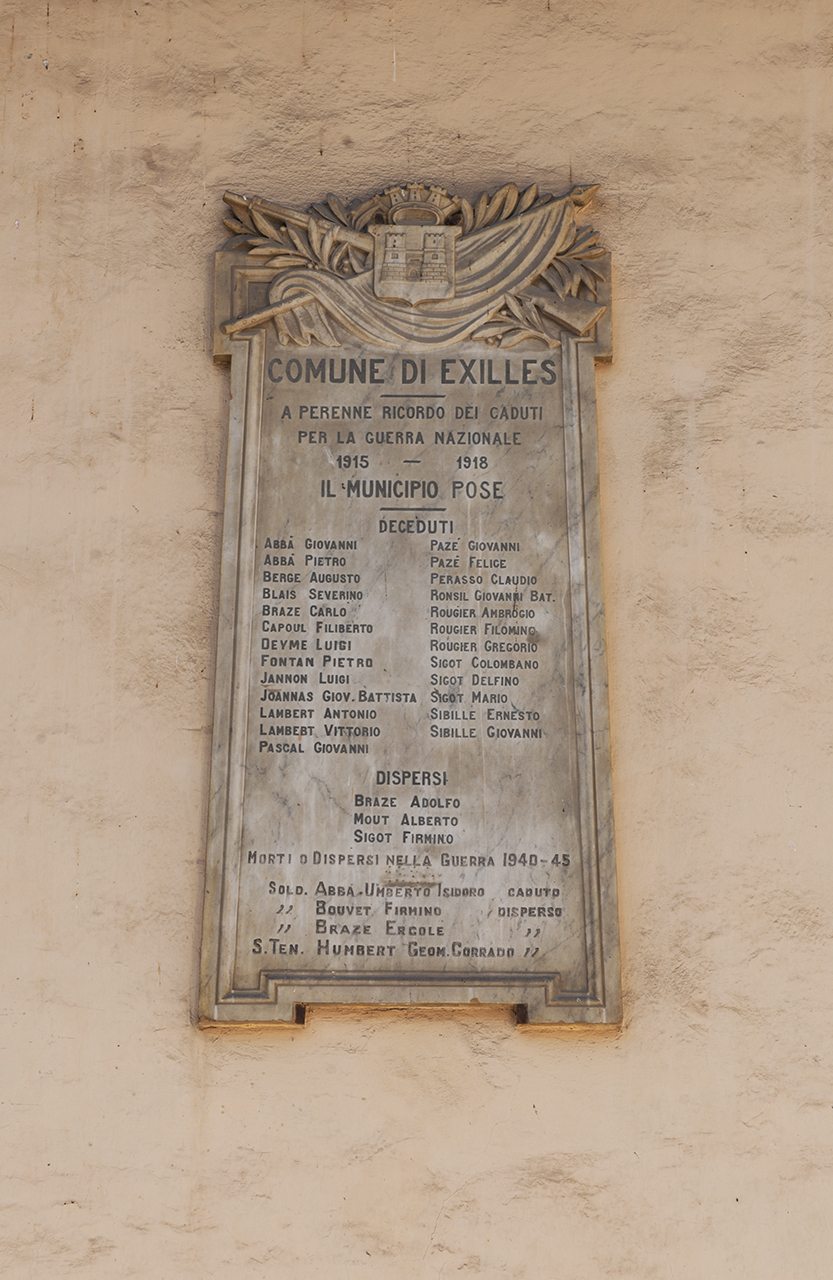 COMUNE DI EXILLES
A PERENNE RICORDO DEI CADUTI
PER LA GUERRA NAZIONALE
1915 — 1918
IL MUNICIPIO POSE
DECEDUTI
ABBÀ GIOVANNI
ABBÀ PIETRO
BERGE AUGUSTO
BLAIS SEVERINO
BRAZE CARLO
CAPOUL FILIBERTO
DEYME LUIGI
FONTAN PIETRO
JANNON LUIGI
JOANNAS GIOV. BATTISTA
LAMBERT ANTONIO
LAMBERT VITTORIO
PASCAL GIOVANNI
PAZÉ GIOVANNI
PAZÉ FELICE
PERASSO CLAUDIO
RONSIL GIOVANNI BAT.
ROUGIER AMBROGIO
ROUGIER FILOMINO
ROUGIER GREGORIO
SIGOT COLOMBANO
SIGOT DELFINO
SIGOT MARIO
SIBILLE ERNESTO
SIBILLE GIOVANNI
DISPERSI
BRAZE ADOLFO
MOUT ALBERTO
SIGOT FIRMINO
MORTI O DISPERSI NELLA GUERRA 1940-45
SOLD. ABBÀ UMBERTO ISIDORO CADUTO
〃 BOUVET FIRMINO DISPERSO
〃 BRAZE ERCOLE 〃
S.TEN. HUMBERT GEOM. CORRADO 〃